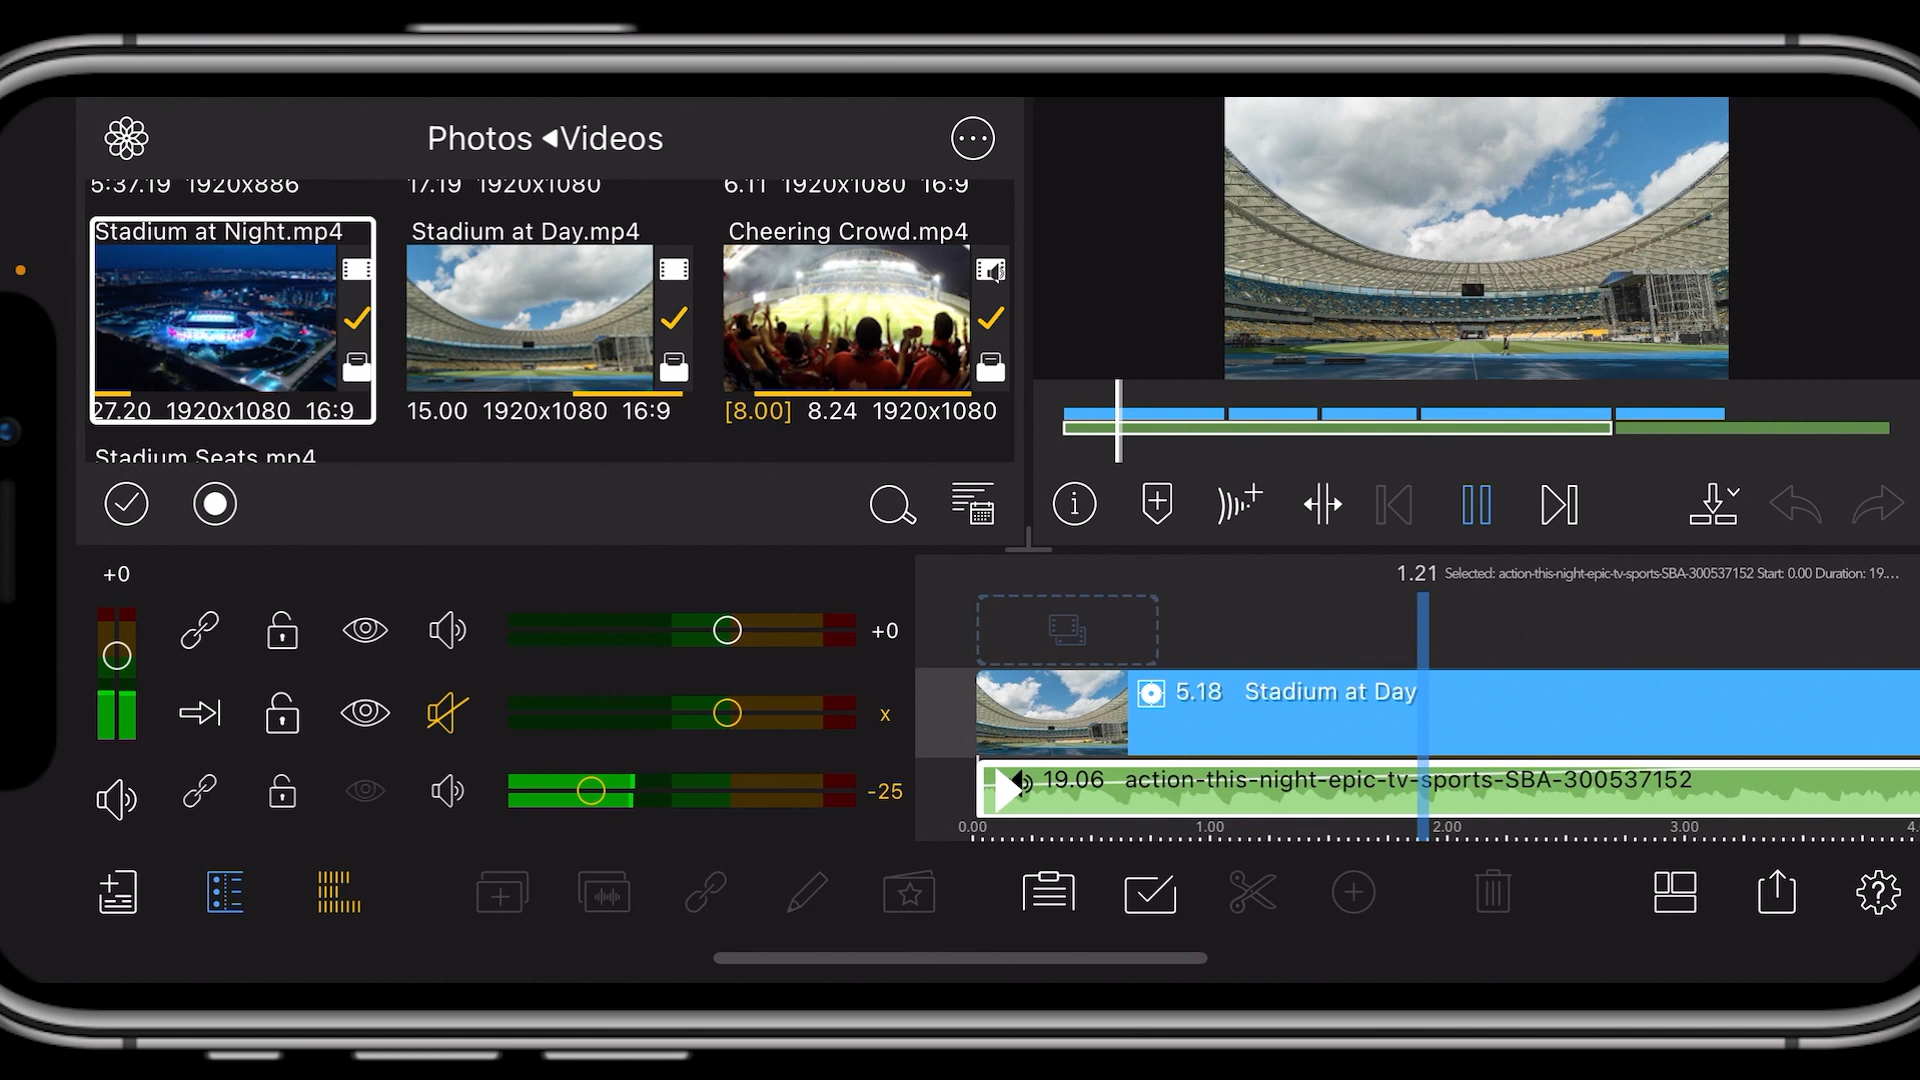 Photos ◀Videos
5:37.19 1920x886
17.19 1920x1080
6.11 1920x1080 16:9
Stadium at Night.mp4
Stadium at Day.mp4
Cheering Crowd.mp4
27.20 1920x1080 16:9
15.00 1920x1080 16:9
[8.00] 8.24 1920x1080
Stadium Seats.mp4
+0
1.21 Selected: action-this-night-epic-tv-sports-SBA-300537152 Start: 0.00 Duration: 19....
+0
5.18 Stadium at Day
x
19.06 action-this-night-epic-tv-sports-SBA-300537152
-25
0.00 1.00 2.00 3.00 4.